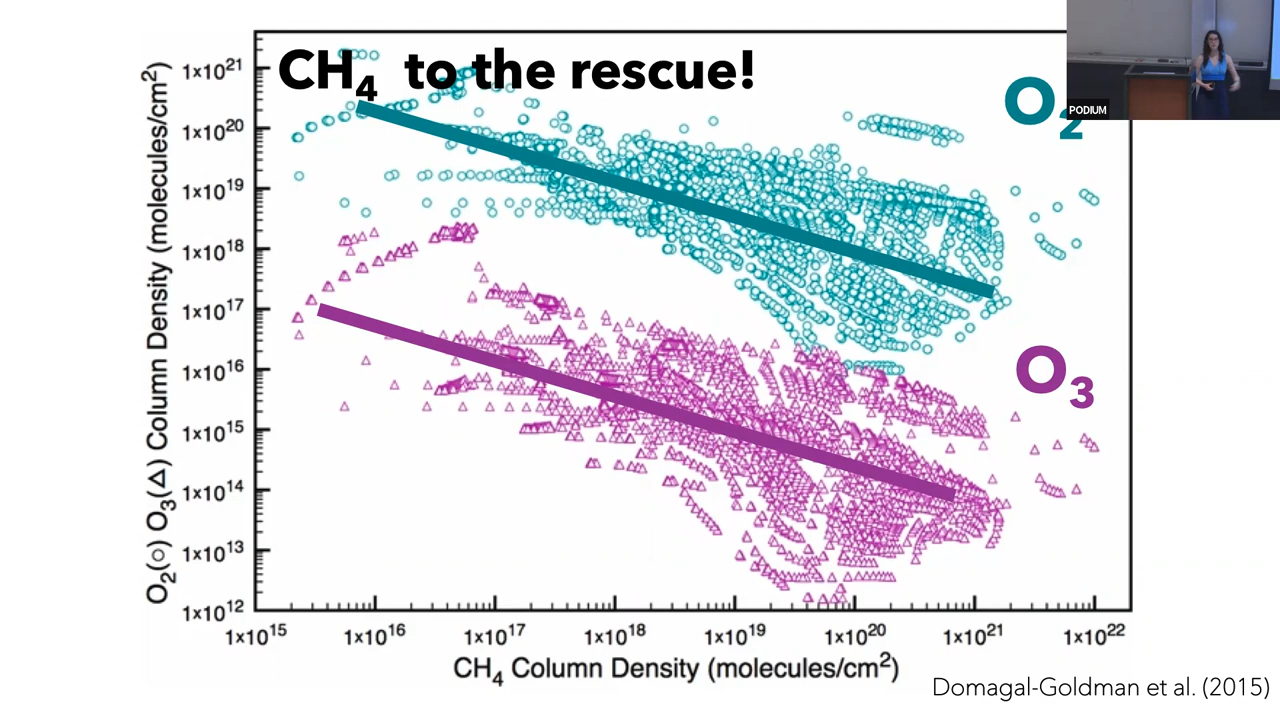 CH₄ to the rescue!
O₂
PODIUM
O₃
O₂(○) O₃(△) Column Density (molecules/cm²)
1x10²¹
1x10²⁰
1x10¹⁹
1x10¹⁸
1x10¹⁷
1x10¹⁶
1x10¹⁵
1x10¹⁴
1x10¹³
1x10¹²
1x10¹⁵ 1x10¹⁶ 1x10¹⁷ 1x10¹⁸ 1x10¹⁹ 1x10²⁰ 1x10²¹ 1x10²²
CH₄ Column Density (molecules/cm²)
Domagal-Goldman et al. (2015)